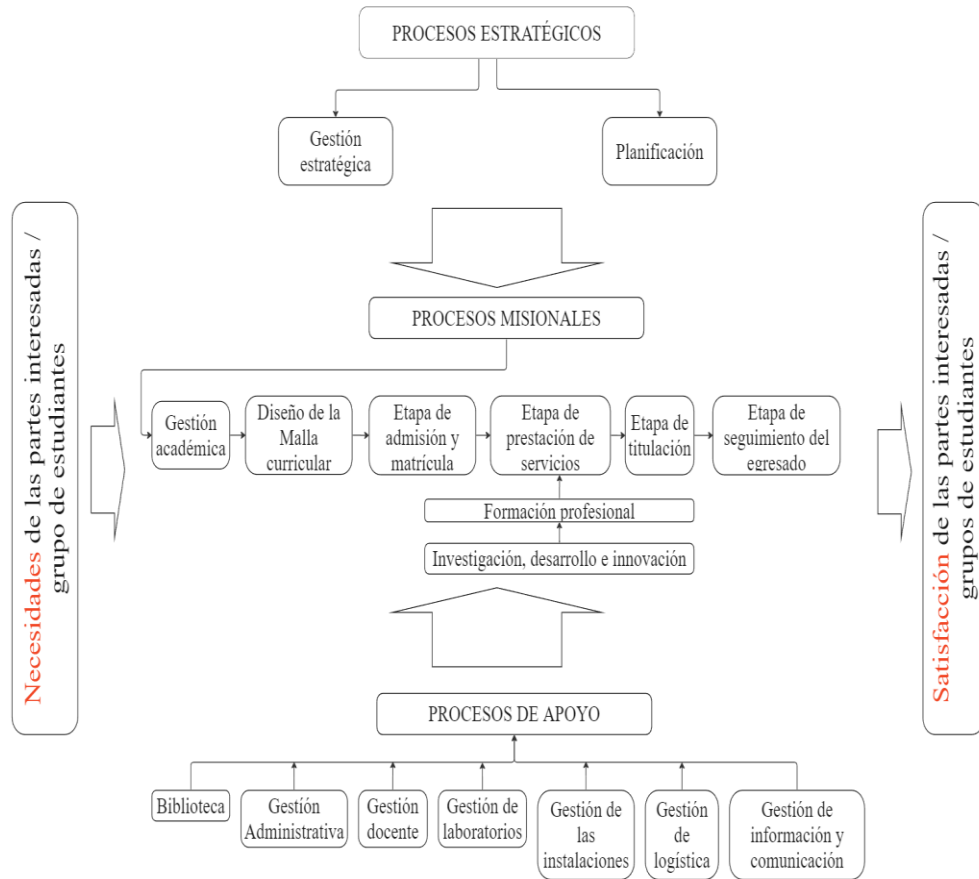 PROCESOS ESTRATÉGICOS
Gestión
estratégica
Planificación
Necesidades de las partes interesadas /
grupo de estudiantes
PROCESOS MISIONALES
Gestión
académica
Diseño de la
Malla
curricular
Etapa de
admisión y
matrícula
Etapa de
prestación de
servicios
Etapa de
titulación
Etapa de
seguimiento del
egresado
Formación profesional
Investigación, desarrollo e innovación
PROCESOS DE APOYO
Biblioteca
Gestión
Administrativa
Gestión
docente
Gestión de
laboratorios
Gestión de
las
instalaciones
Gestión
de
logística
Gestión de
información y
comunicación
Satisfacción de las partes interesadas /
grupos de estudiantes